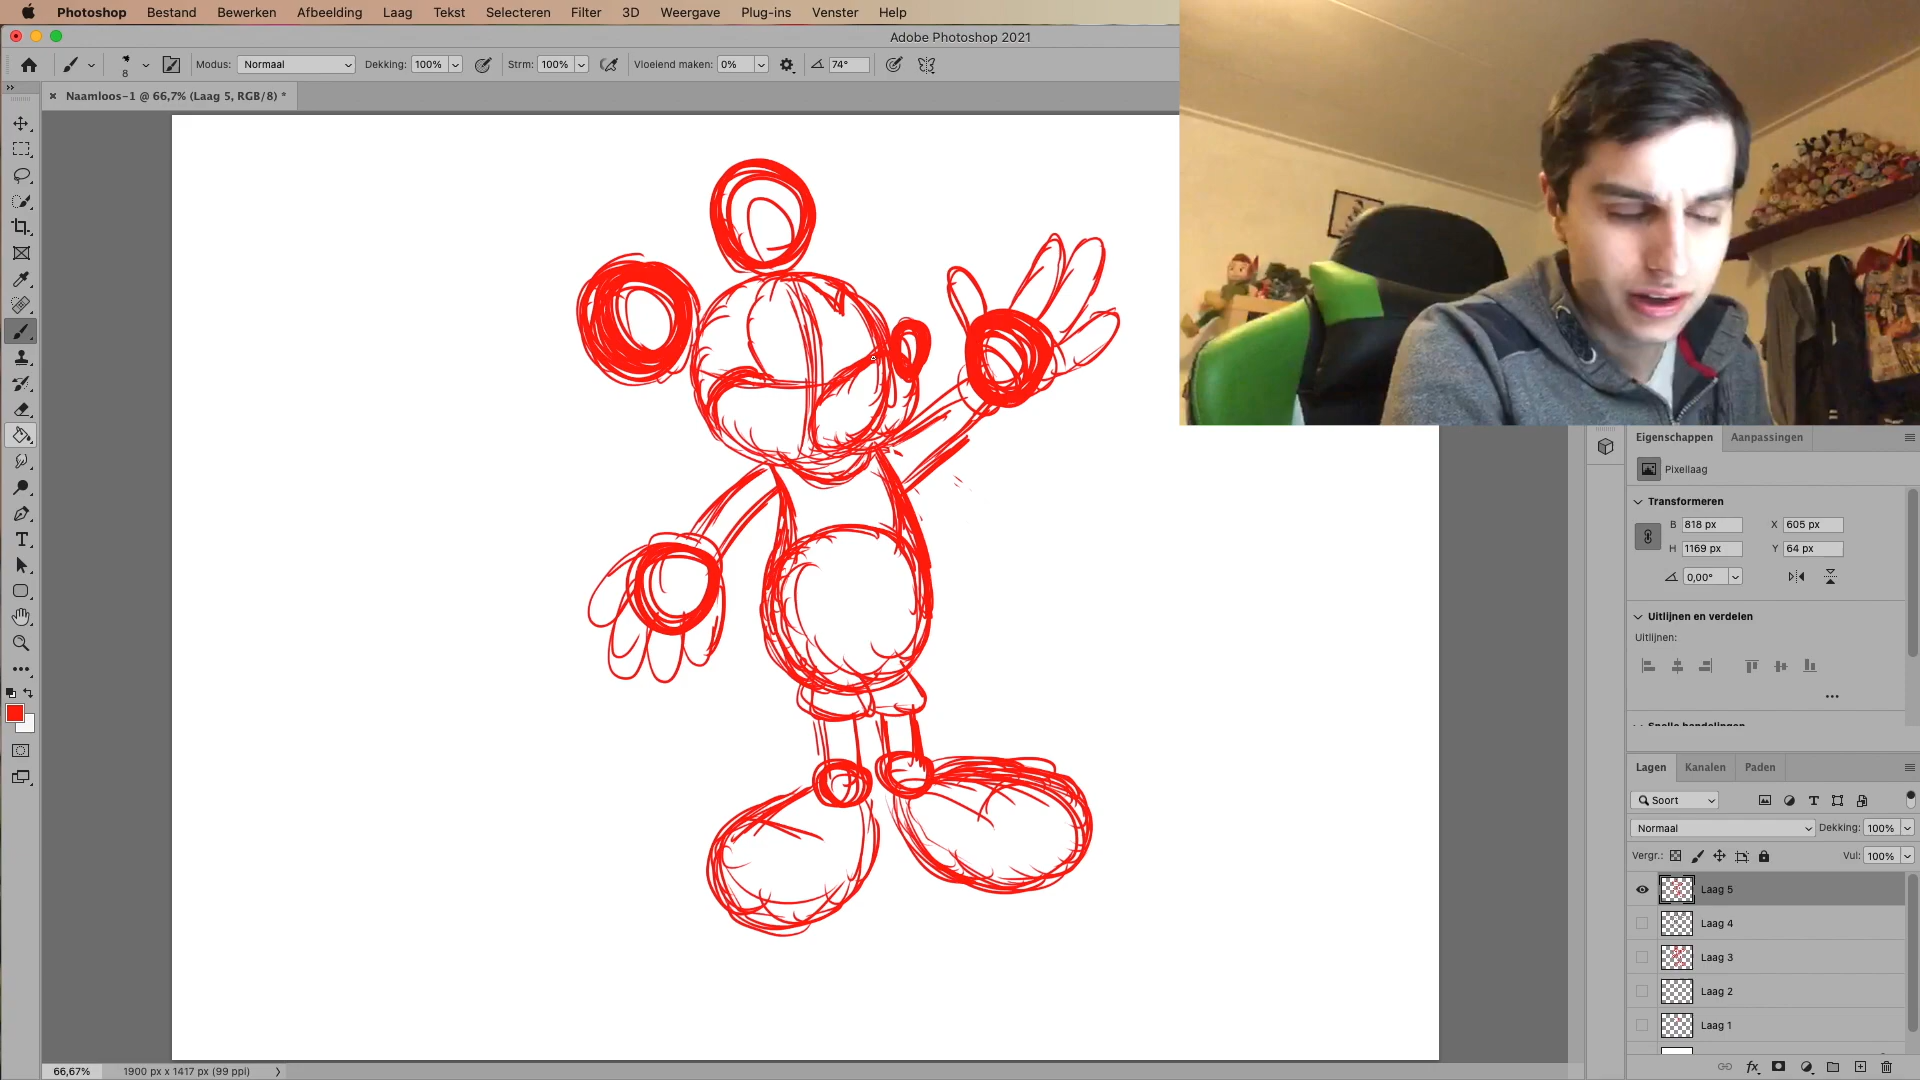 Photoshop Bestand Bewerken Afbeelding Laag Tekst Selecteren Filter 3D Weergave Plug-ins Venster Help
Adobe Photoshop 2021
8 Modus: Normaal Dekking: 100% Strm: 100% Vloeiend maken: 0% 74°
Naamloos-1 @ 66,7% (Laag 5, RGB/8) *
Eigenschappen Aanpassingen
Pixellaag
Transformeren
B 818 px X 605 px
H 1169 px Y 64 px
0,00°
Uitlijnen en verdelen
Uitlijnen:
Lagen Kanalen Paden
Soort
Normaal Dekking: 100%
Vergr.: Vul: 100%
Laag 5
Laag 4
Laag 3
Laag 2
Laag 1
66,67% 1900 px x 1417 px (99 ppi)